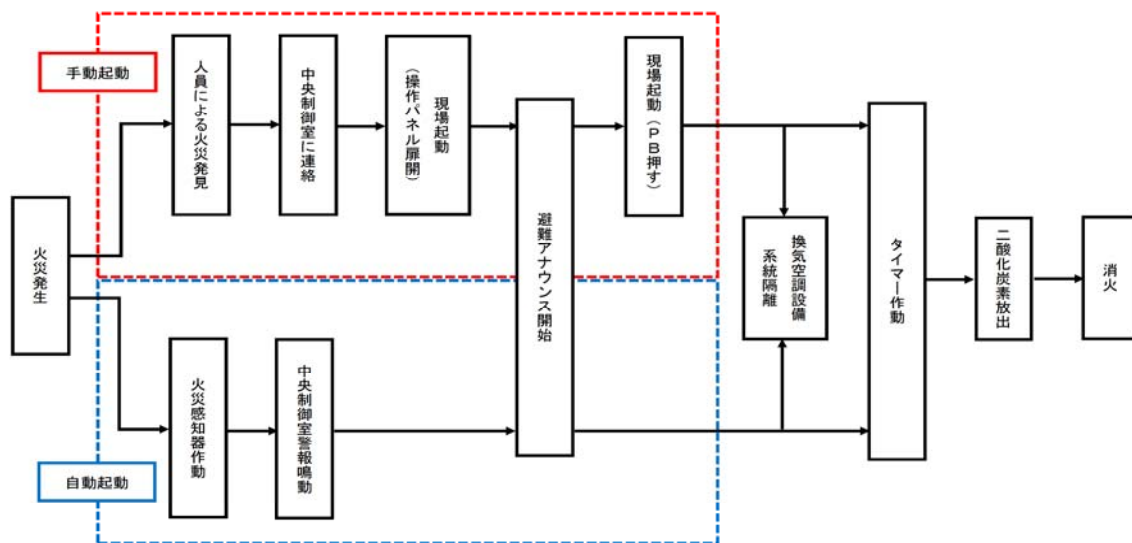 手動起動
人員による火災発見
中央制御室に連絡
現場起動
（操作パネル扉開）
避難アナウンス開始
現場起動（ＰＢ押す）
火災発生
換気空調設備
系統隔離
タイマー作動
二酸化炭素放出
消火
火災感知器作動
中央制御室警報鳴動
自動起動